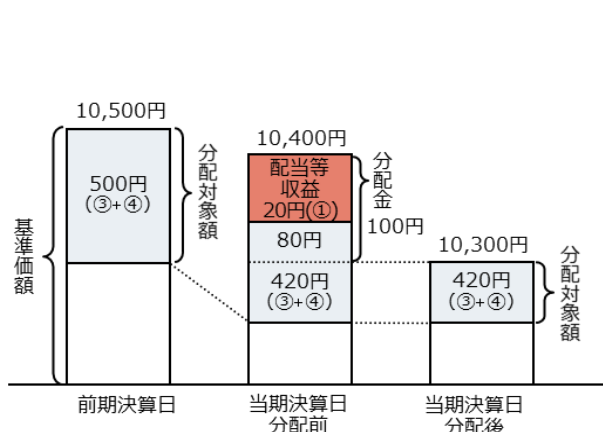 10,500円
500円
(③+④)
分配対象額
基準価額
前期決算日
10,400円
配当等
収益
20円(①)
80円
420円
(③+④)
分配金
100円
当期決算日
分配前
10,300円
420円
(③+④)
分配対象額
当期決算日
分配後